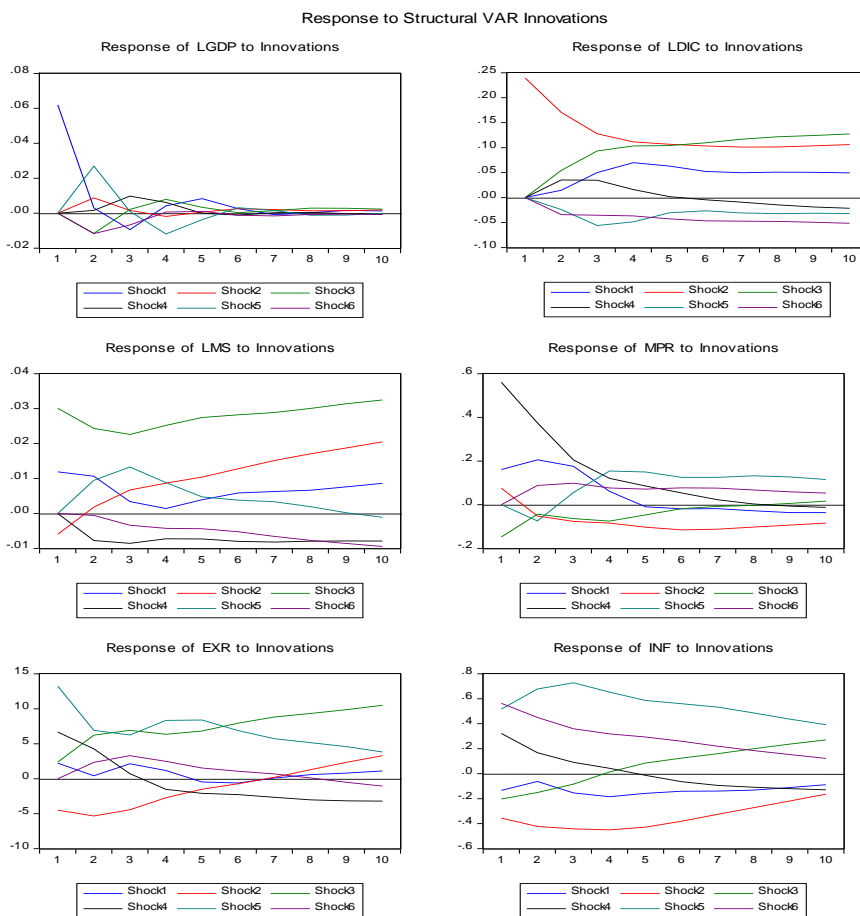 Response to Structural VAR Innovations
Response of LGDP to Innovations
.08
.06
.04
.02
.00
-.02
1 2 3 4 5 6 7 8 9 10
Shock1 Shock2 Shock3
Shock4 Shock5 Shock6
Response of LDIC to Innovations
.25
.20
.15
.10
.05
.00
-.05
-.10
1 2 3 4 5 6 7 8 9 10
Shock1 Shock2 Shock3
Shock4 Shock5 Shock6
Response of LMS to Innovations
.04
.03
.02
.01
.00
-.01
1 2 3 4 5 6 7 8 9 10
Shock1 Shock2 Shock3
Shock4 Shock5 Shock6
Response of MPR to Innovations
.6
.4
.2
.0
-.2
1 2 3 4 5 6 7 8 9 10
Shock1 Shock2 Shock3
Shock4 Shock5 Shock6
Response of EXR to Innovations
15
10
5
0
-5
-10
1 2 3 4 5 6 7 8 9 10
Shock1 Shock2 Shock3
Shock4 Shock5 Shock6
Response of INF to Innovations
.8
.6
.4
.2
.0
-.2
-.4
-.6
1 2 3 4 5 6 7 8 9 10
Shock1 Shock2 Shock3
Shock4 Shock5 Shock6